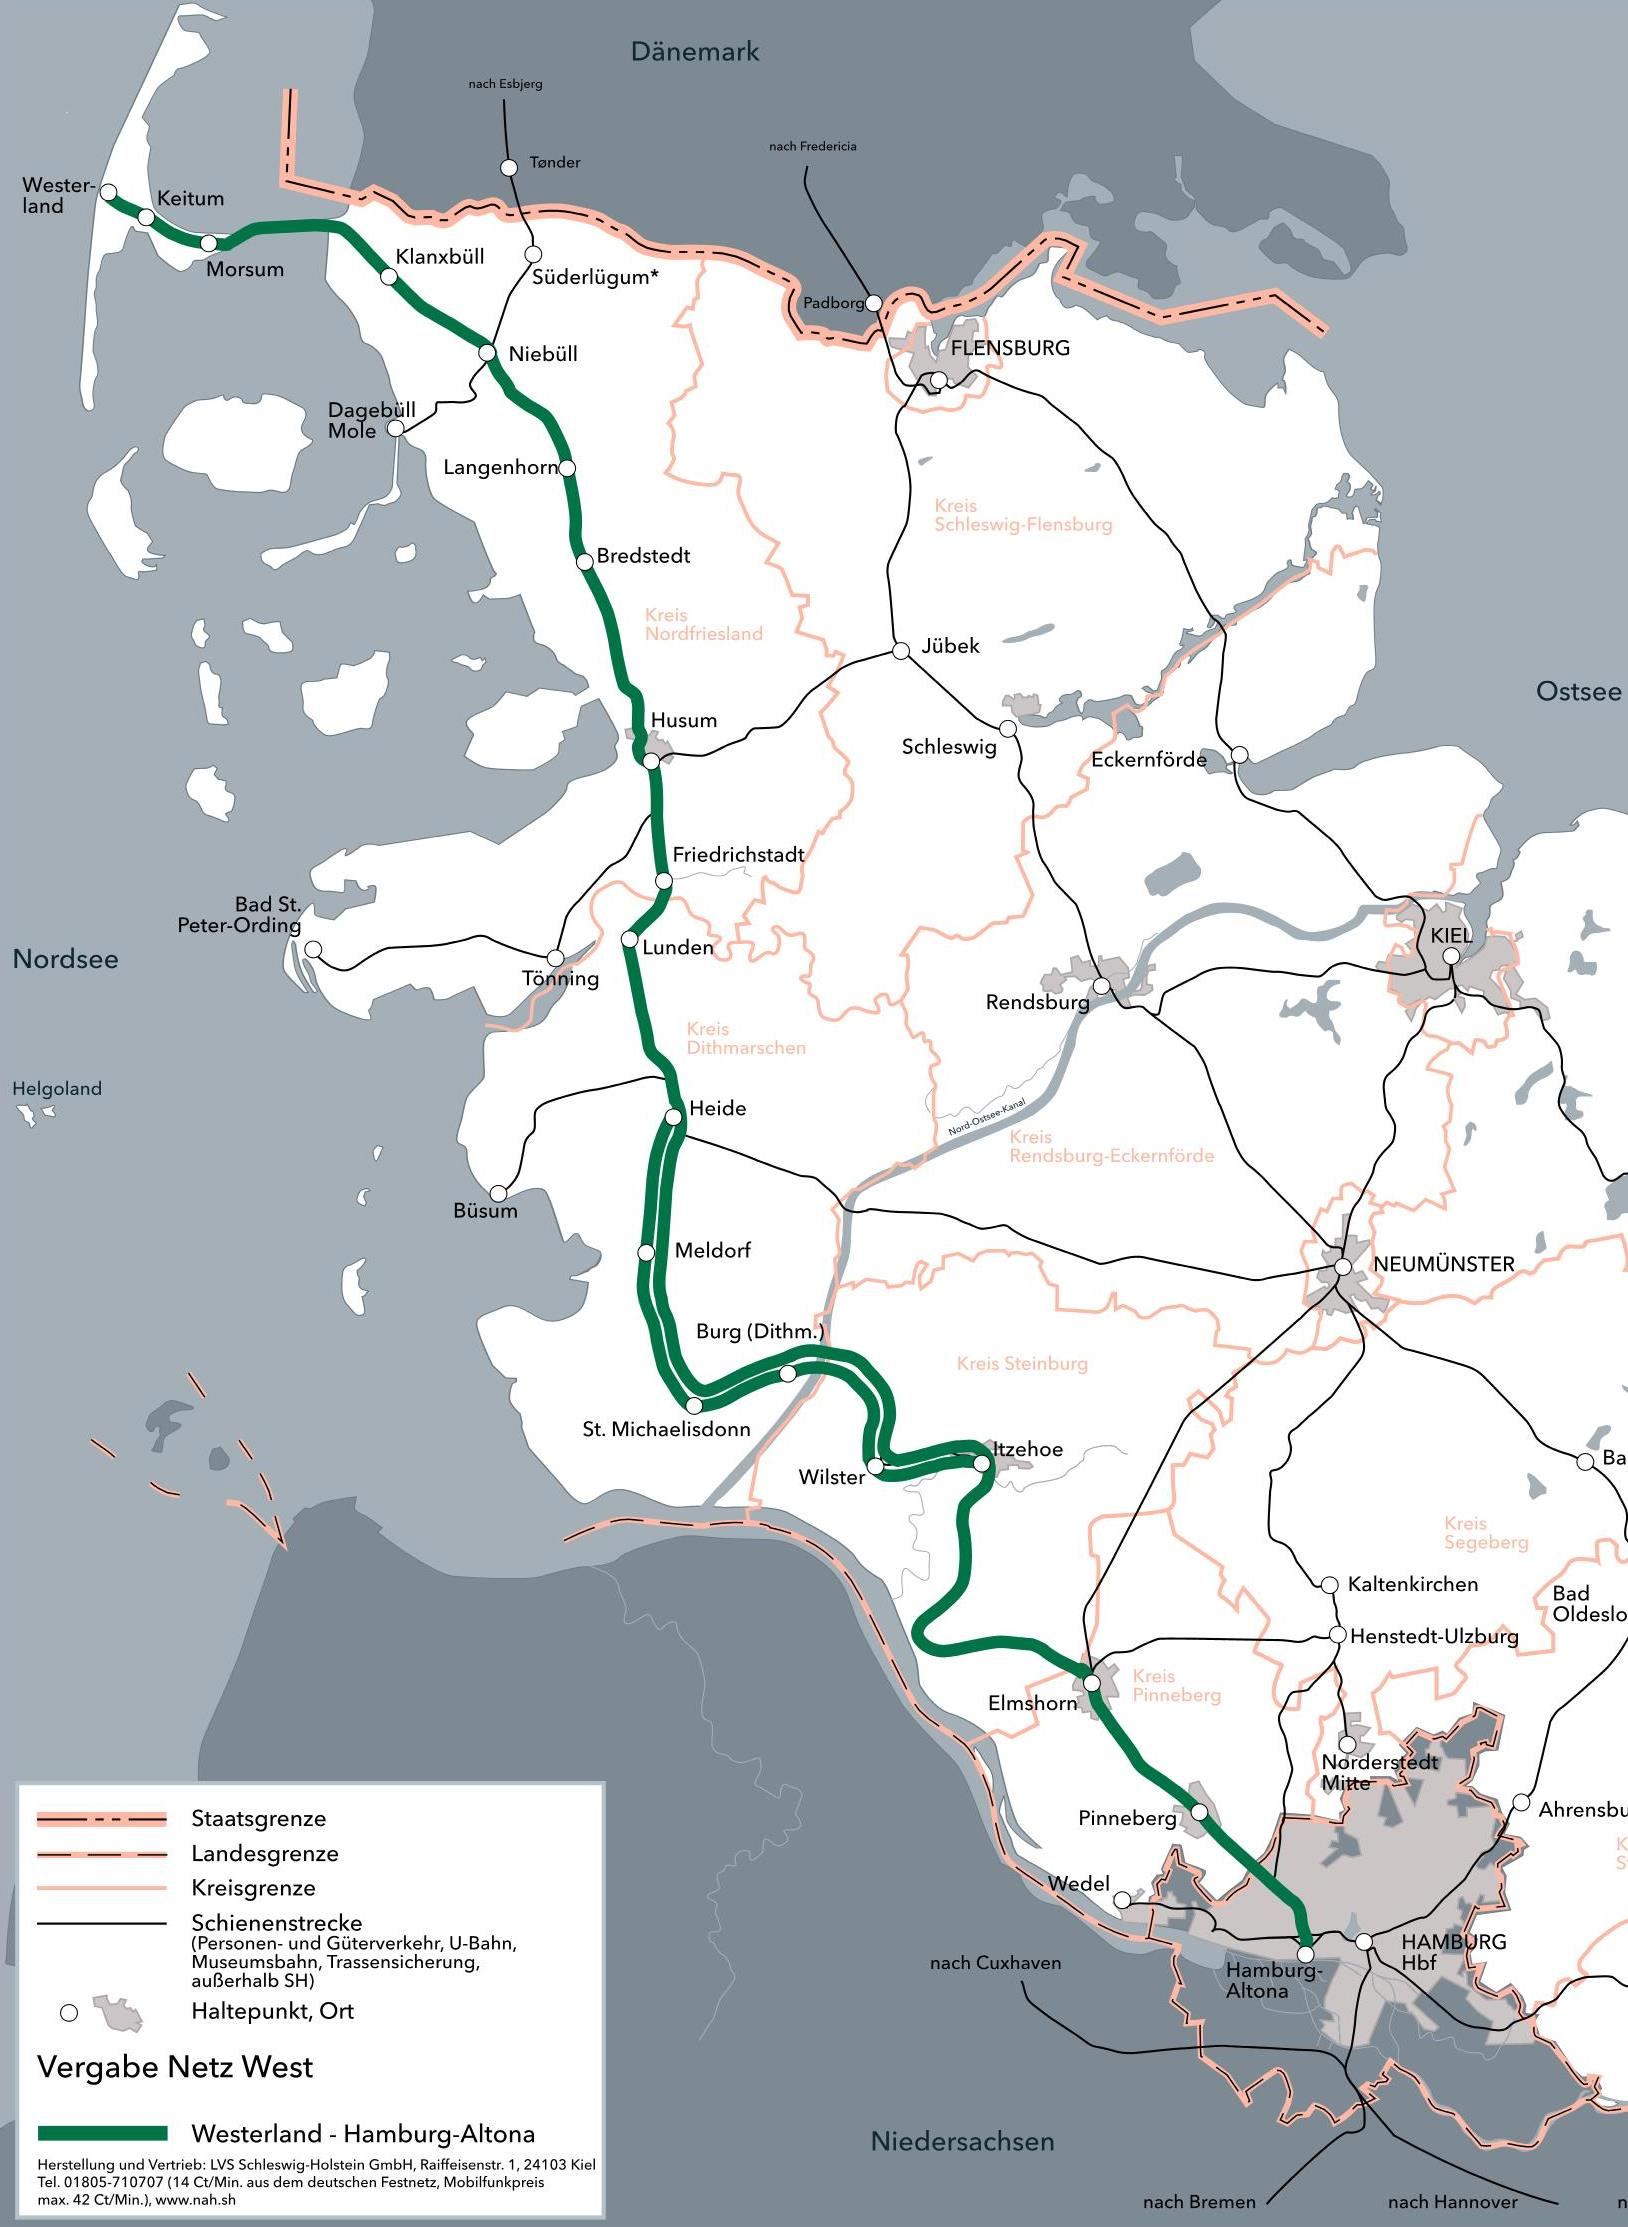 Dänemark
nach Esbjerg
Tønder
nach Fredericia
Wester-
land
Keitum
Morsum
Klanxbüll
Süderlügum*
Padborg
Niebüll
FLENSBURG
Dagebüll
Mole
Langenhorn
Kreis
Schleswig-Flensburg
Bredstedt
Kreis
Nordfriesland
Jübek
Ostsee
Husum
Schleswig
Eckernförde
Friedrichstadt
Bad St.
Peter-Ording
Nordsee
Lunden
KIEL
Tönning
Rendsburg
Kreis
Dithmarschen
Helgoland
Heide
Nord-Ostsee-Kanal
Kreis
Rendsburg-Eckernförde
Büsum
Meldorf
NEUMÜNSTER
Burg (Dithm.)
Kreis Steinburg
St. Michaelisdonn
Itzehoe
Wilster
Ba
Kreis
Segeberg
Kaltenkirchen
Bad
Oldeslo
Henstedt-Ulzburg
Kreis
Pinneberg
Elmshorn
Norderstedt
Mitte
Pinneberg
Ahrensbu
K
S
Wedel
HAMBURG
Hbf
nach Cuxhaven
Hamburg-
Altona
Niedersachsen
nach Bremen
nach Hannover
n
Staatsgrenze
Landesgrenze
Kreisgrenze
Schienenstrecke
(Personen- und Güterverkehr, U-Bahn,
Museumsbahn, Trassensicherung,
außerhalb SH)
Haltepunkt, Ort
Vergabe Netz West
Westerland - Hamburg-Altona
Herstellung und Vertrieb: LVS Schleswig-Holstein GmbH, Raiffeisenstr. 1, 24103 Kiel
Tel. 01805-710707 (14 Ct/Min. aus dem deutschen Festnetz, Mobilfunkpreis
max. 42 Ct/Min.), www.nah.sh